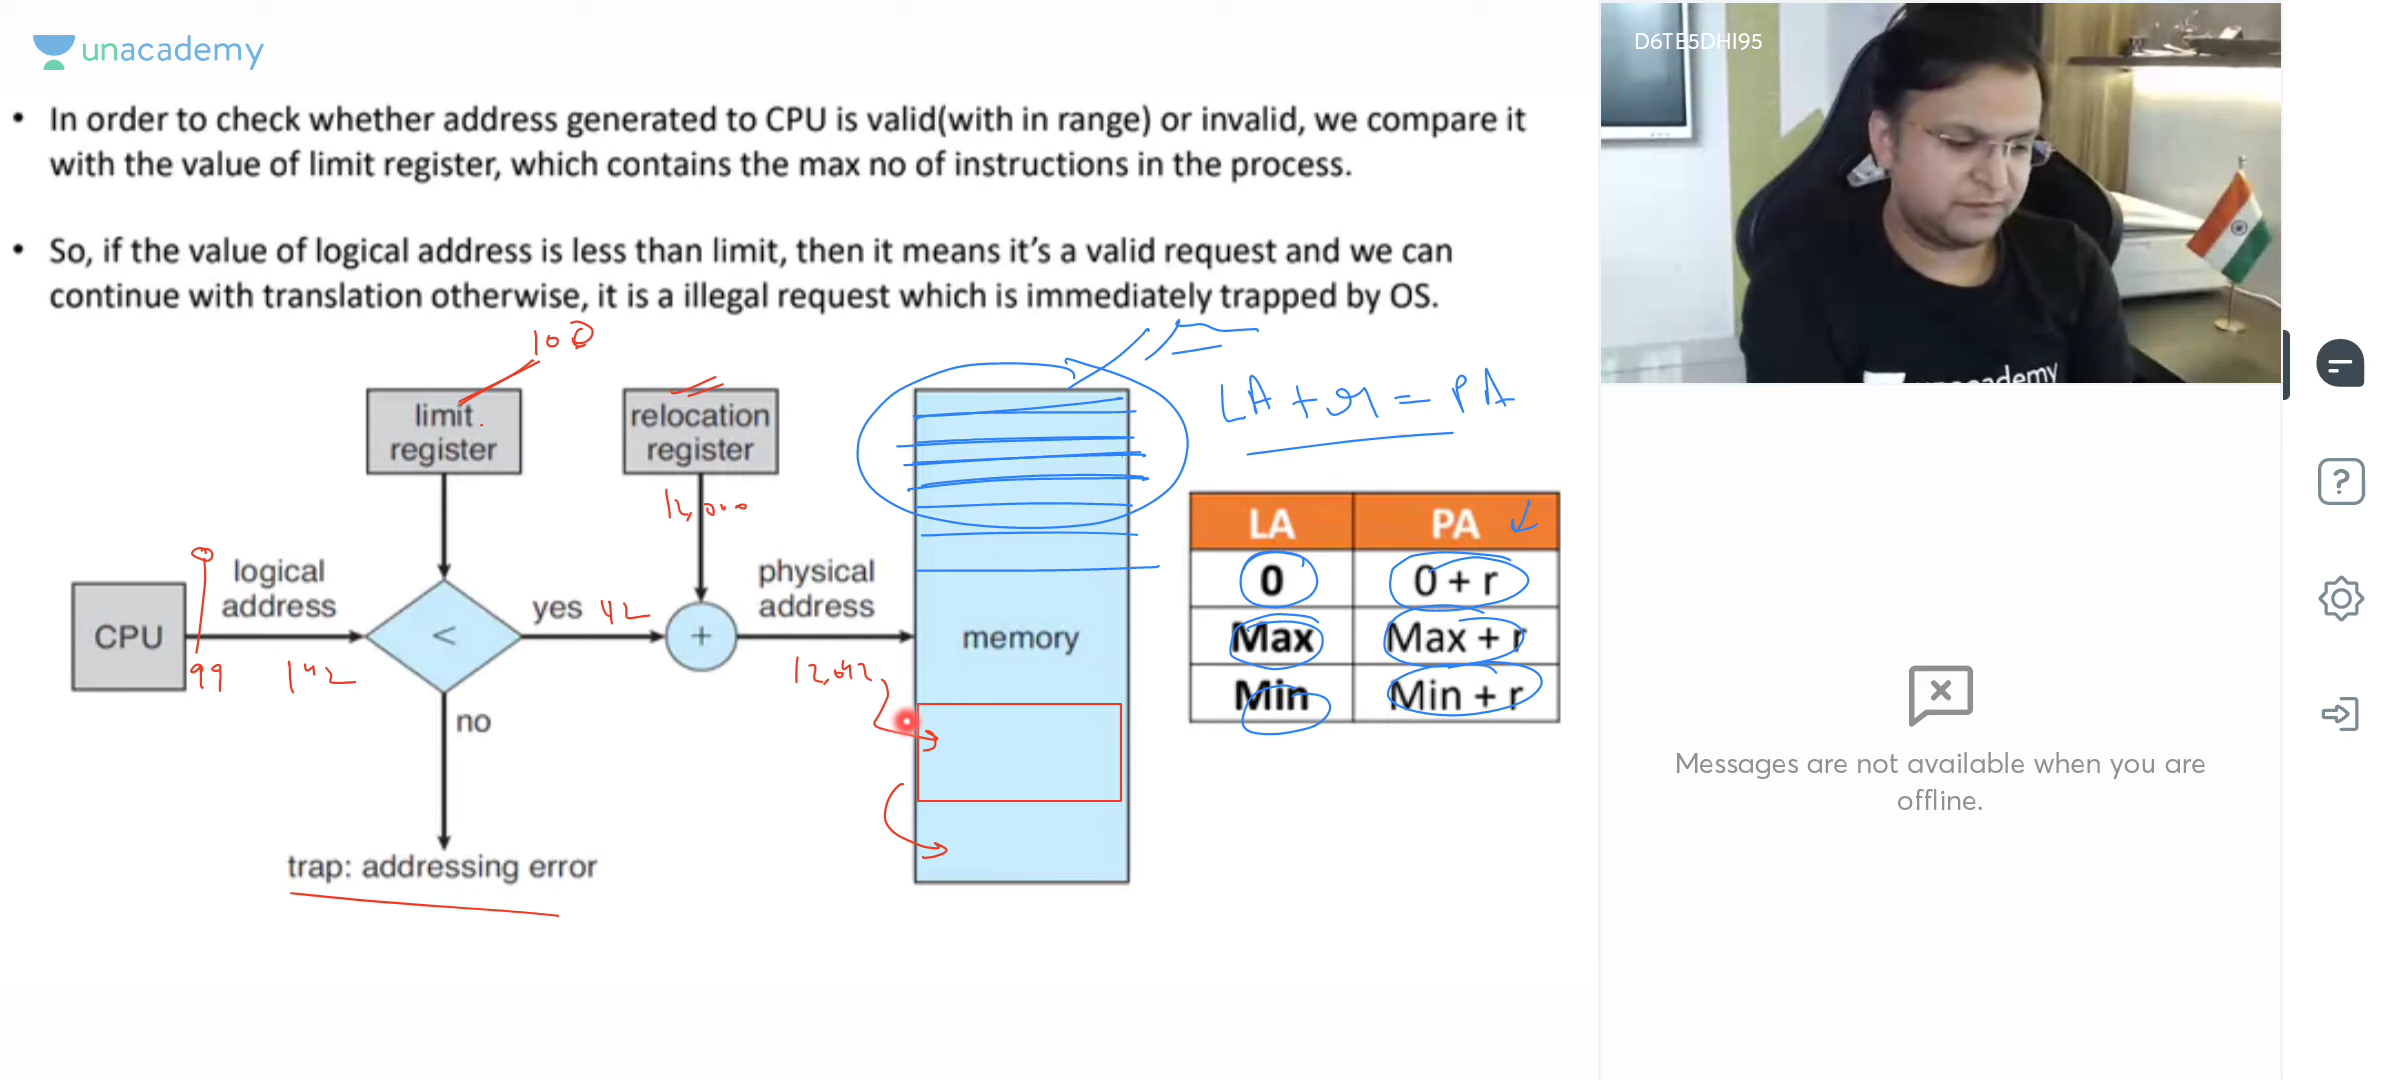 unacademy
• In order to check whether address generated to CPU is valid(with in range) or invalid, we compare it
with the value of limit register, which contains the max no of instructions in the process.
• So, if the value of logical address is less than limit, then it means it's a valid request and we can
continue with translation otherwise, it is a illegal request which is immediately trapped by OS.
100
limit
register
relocation
register
12,000
LA + r = PA
LA PA
0 0 + r
Max Max + r
Min Min + r
CPU
logical
address
0
99
142
<
yes
42
+
physical
address
12,042
memory
no
trap: addressing error
D6TE5DHI95
unacademy
?
Messages are not available when you are
offline.